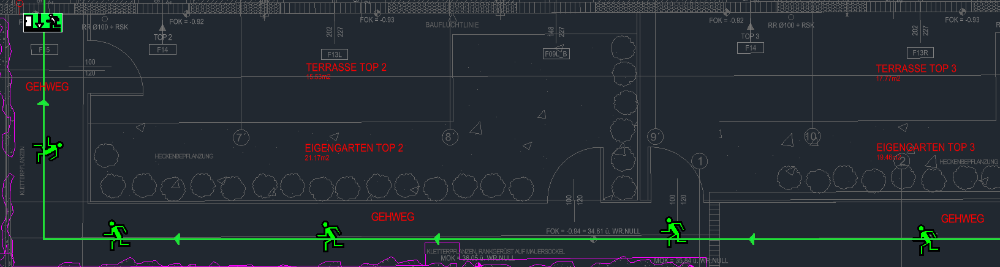 FOK = -0.92
RR Ø100 + RSK
TOP 2
F14
F15
202
227
F13L
FOK = -0.93
BAUFLUCHTLINIE
148
227
F09L_B
FOK = -0.92
RR Ø100 + RSK
TOP 3
F14
202
227
F13R
FOK = -0.93
100
120
GEHWEG
TERRASSE TOP 2
15.53m2
TERRASSE TOP 3
17.77m2
7´
8´
9´
10´
1
2
KLETTERPFLANZEN
HECKENBEPFLANZUNG
EIGENGARTEN TOP 2
21.17m2
EIGENGARTEN TOP 3
19.46m2
HECKENBEPFLANZUNG
100
120
100
120
GEHWEG
GEHWEG
FOK = -0.94 = 34.61 ü. WR.NULL
KLETTERPFLANZEN, RANKGERÜST AUF MAUERSOCKEL
MOK = 36.05 ü. WR.NULL
MOK = 35.84 ü. WR.NULL